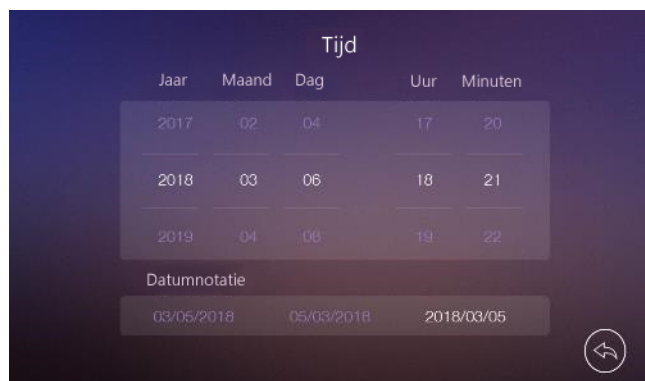 Tijd
Jaar Maand Dag Uur Minuten
2017 02 04 17 20
2018 03 06 18 21
2019 04 08 19 22
Datumnotatie
03/05/2018 05/03/2018 2018/03/05